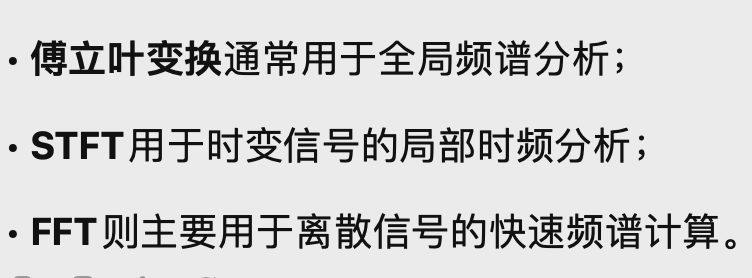 • 傅立叶变换通常用于全局频谱分析；
• STFT用于时变信号的局部时频分析；
• FFT则主要用于离散信号的快速频谱计算。